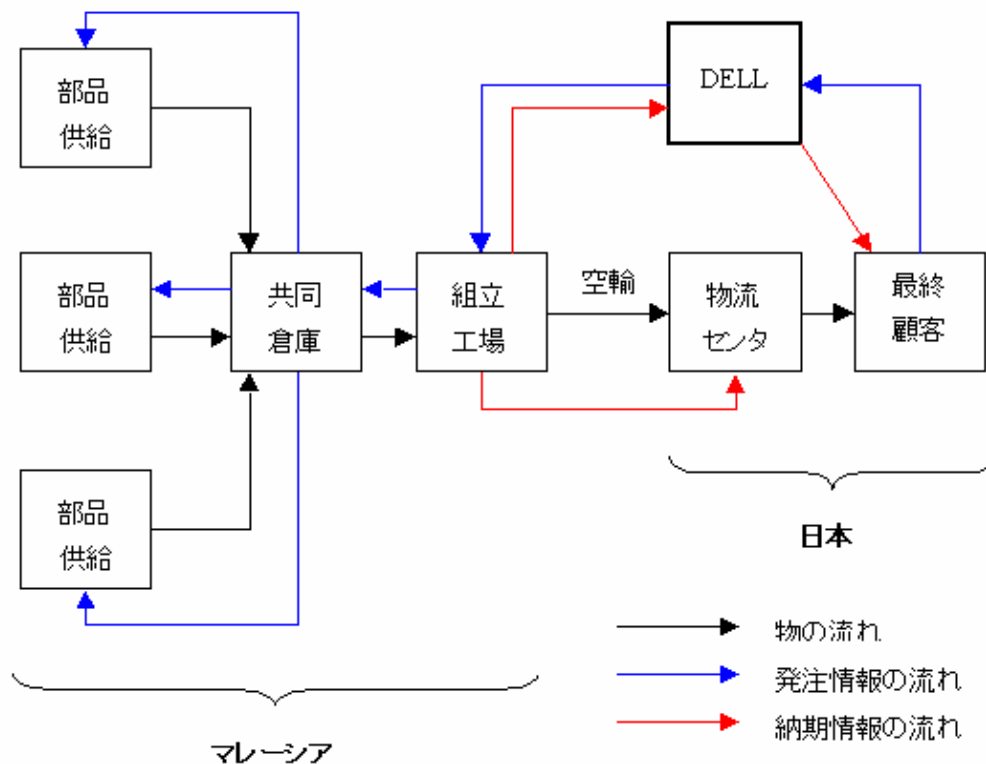 部品
供給
DELL
部品
供給
共同
倉庫
組立
工場
空輸
物流
センタ
最終
顧客
部品
供給
日本
物の流れ
発注情報の流れ
納期情報の流れ
マレーシア